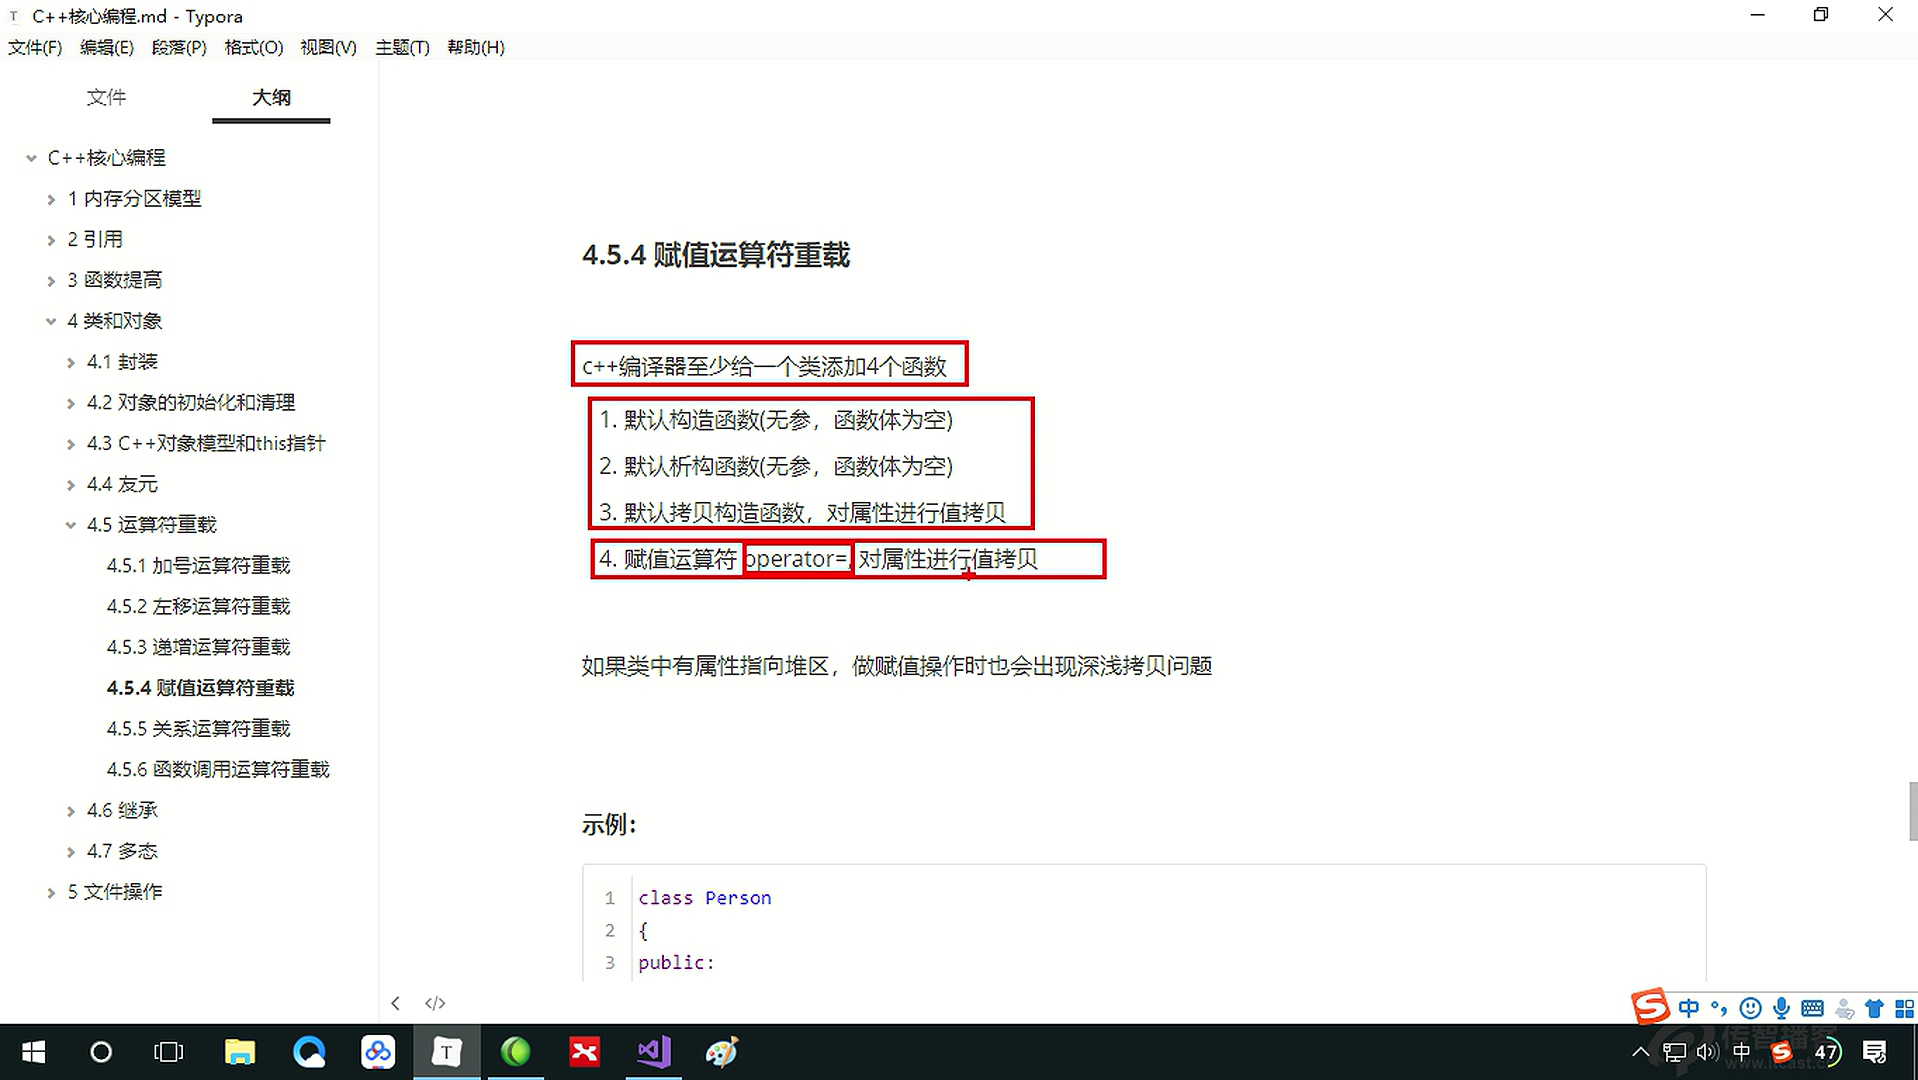 C++核心编程.md - Typora
文件(F) 编辑(E) 段落(P) 格式(O) 视图(V) 主题(T) 帮助(H)
文件 大纲
C++核心编程
1 内存分区模型
2 引用
3 函数提高
4 类和对象
4.1 封装
4.2 对象的初始化和清理
4.3 C++对象模型和this指针
4.4 友元
4.5 运算符重载
4.5.1 加号运算符重载
4.5.2 左移运算符重载
4.5.3 递增运算符重载
4.5.4 赋值运算符重载
4.5.5 关系运算符重载
4.5.6 函数调用运算符重载
4.6 继承
4.7 多态
5 文件操作
4.5.4 赋值运算符重载
c++编译器至少给一个类添加4个函数
1. 默认构造函数(无参，函数体为空)
2. 默认析构函数(无参，函数体为空)
3. 默认拷贝构造函数，对属性进行值拷贝
4. 赋值运算符 operator=, 对属性进行值拷贝
如果类中有属性指向堆区，做赋值操作时也会出现深浅拷贝问题
示例：
1 class Person
2 {
3 public:
中
传智播客
中 47